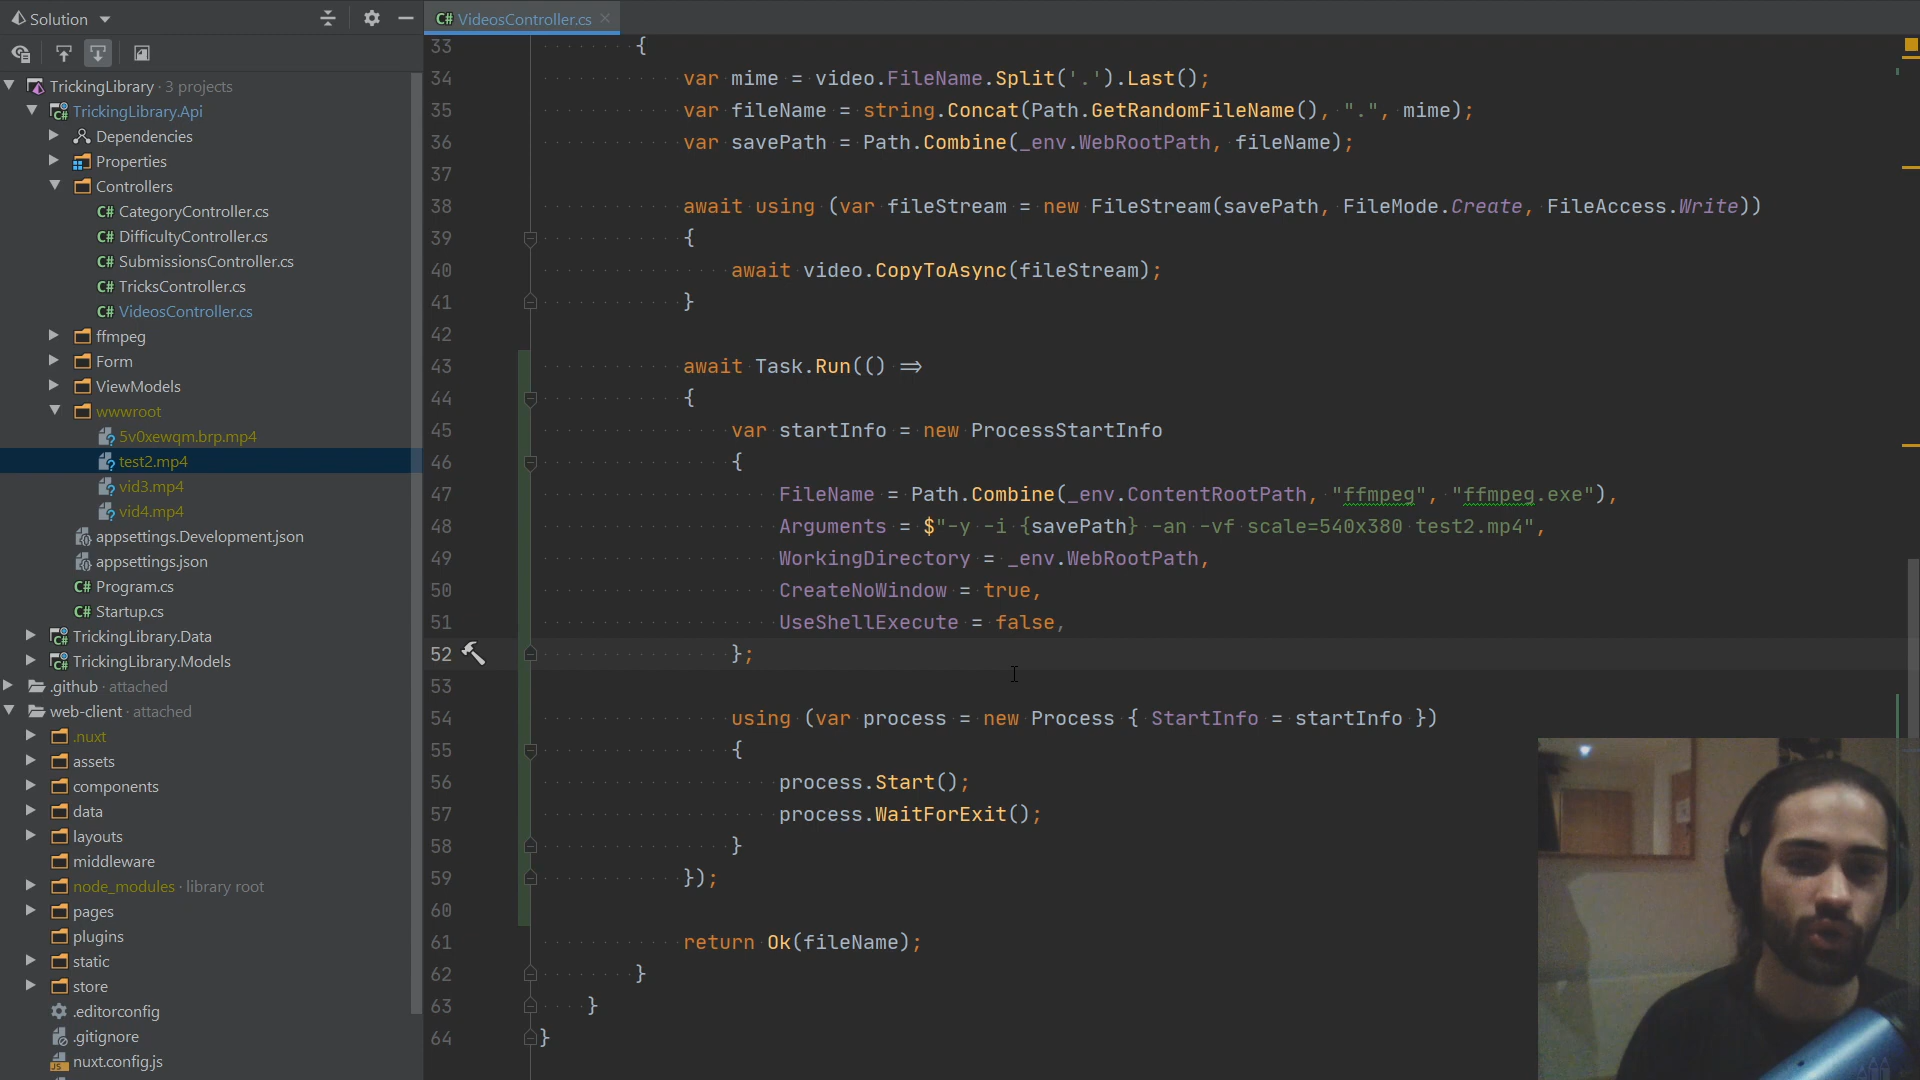 Solution
TrickingLibrary · 3 projects
TrickingLibrary.Api
Dependencies
Properties
Controllers
C# CategoryController.cs
C# DifficultyController.cs
C# SubmissionsController.cs
C# TricksController.cs
C# VideosController.cs
ffmpeg
Form
ViewModels
wwwroot
5v0xewqm.brp.mp4
test2.mp4
vid3.mp4
vid4.mp4
appsettings.Development.json
appsettings.json
C# Program.cs
C# Startup.cs
TrickingLibrary.Data
TrickingLibrary.Models
.github · attached
web-client · attached
.nuxt
assets
components
data
layouts
middleware
node_modules · library root
pages
plugins
static
store
.editorconfig
.gitignore
nuxt.config.js
C# VideosController.cs
33 {
34 var mime = video.FileName.Split('.').Last();
35 var fileName = string.Concat(Path.GetRandomFileName(), ".", mime);
36 var savePath = Path.Combine(_env.WebRootPath, fileName);
37
38 await using (var fileStream = new FileStream(savePath, FileMode.Create, FileAccess.Write))
39 {
40 await video.CopyToAsync(fileStream);
41 }
42
43 await Task.Run(() =>
44 {
45 var startInfo = new ProcessStartInfo
46 {
47 FileName = Path.Combine(_env.ContentRootPath, "ffmpeg", "ffmpeg.exe"),
48 Arguments = $"-y -i {savePath} -an -vf scale=540x380 test2.mp4",
49 WorkingDirectory = _env.WebRootPath,
50 CreateNoWindow = true,
51 UseShellExecute = false,
52 };
53
54 using (var process = new Process { StartInfo = startInfo })
55 {
56 process.Start();
57 process.WaitForExit();
58 }
59 });
60
61 return Ok(fileName);
62 }
63 }
64 }